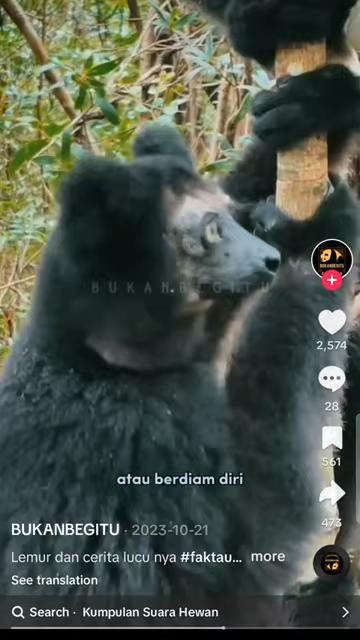 BUKANBEGITU
BUKANBEGITU
2,574
28
561
atau berdiam diri
473
BUKANBEGITU · 2023-10-21
Lemur dan cerita lucu nya #faktau... more
See translation
Search · Kumpulan Suara Hewan